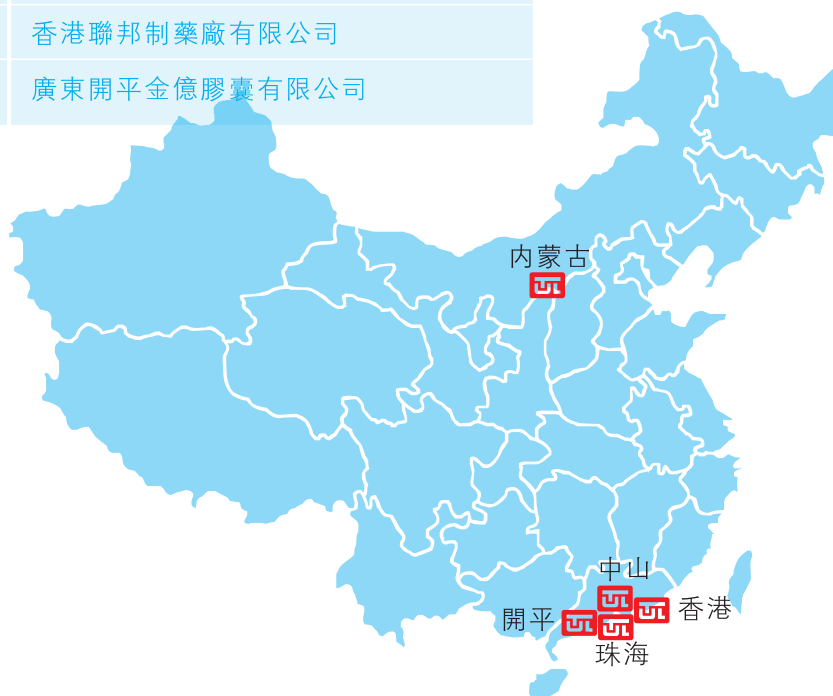 香港聯邦制藥廠有限公司
廣東開平金億膠囊有限公司
内蒙古
中山
香港
開平
珠海